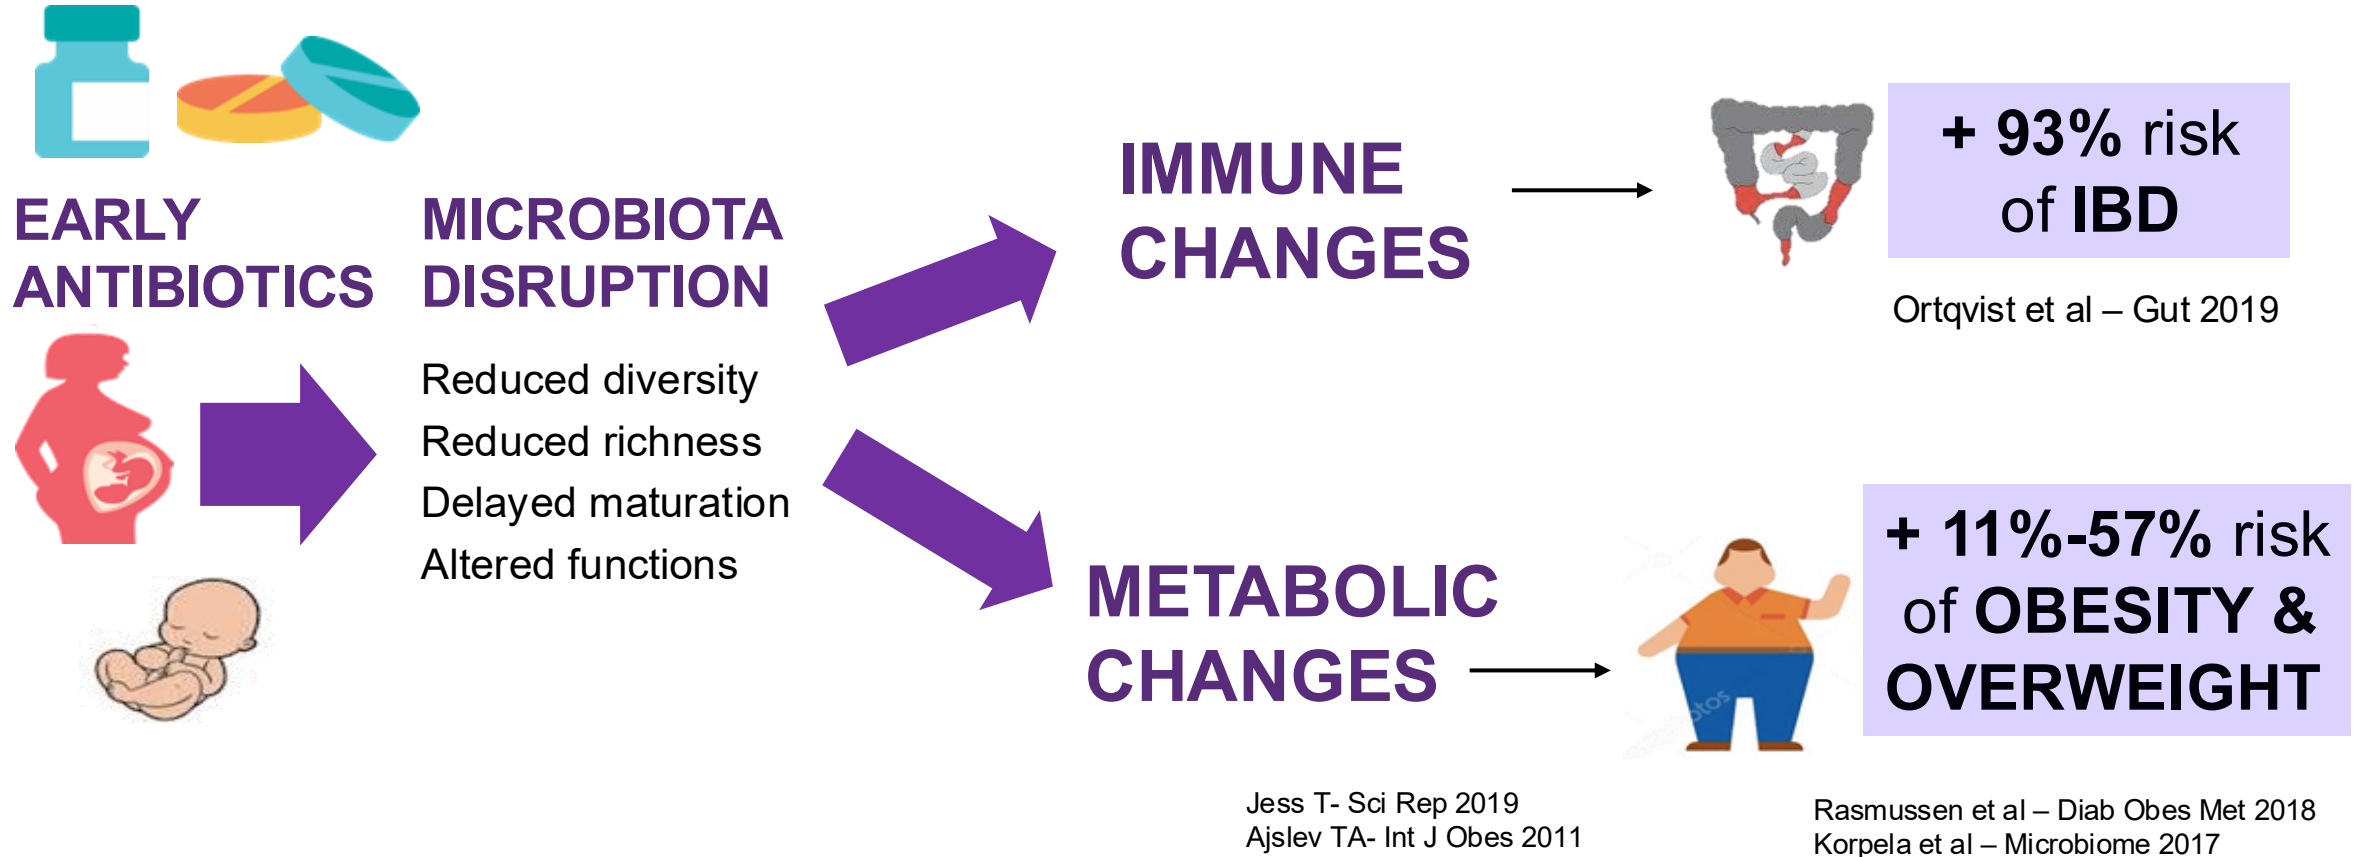 EARLY
ANTIBIOTICS
MICROBIOTA
DISRUPTION
Reduced diversity
Reduced richness
Delayed maturation
Altered functions
IMMUNE
CHANGES
+ 93% risk
of IBD
Ortqvist et al – Gut 2019
METABOLIC
CHANGES
+ 11%-57% risk
of OBESITY &
OVERWEIGHT
Jess T- Sci Rep 2019
Ajslev TA- Int J Obes 2011
Rasmussen et al – Diab Obes Met 2018
Korpela et al – Microbiome 2017